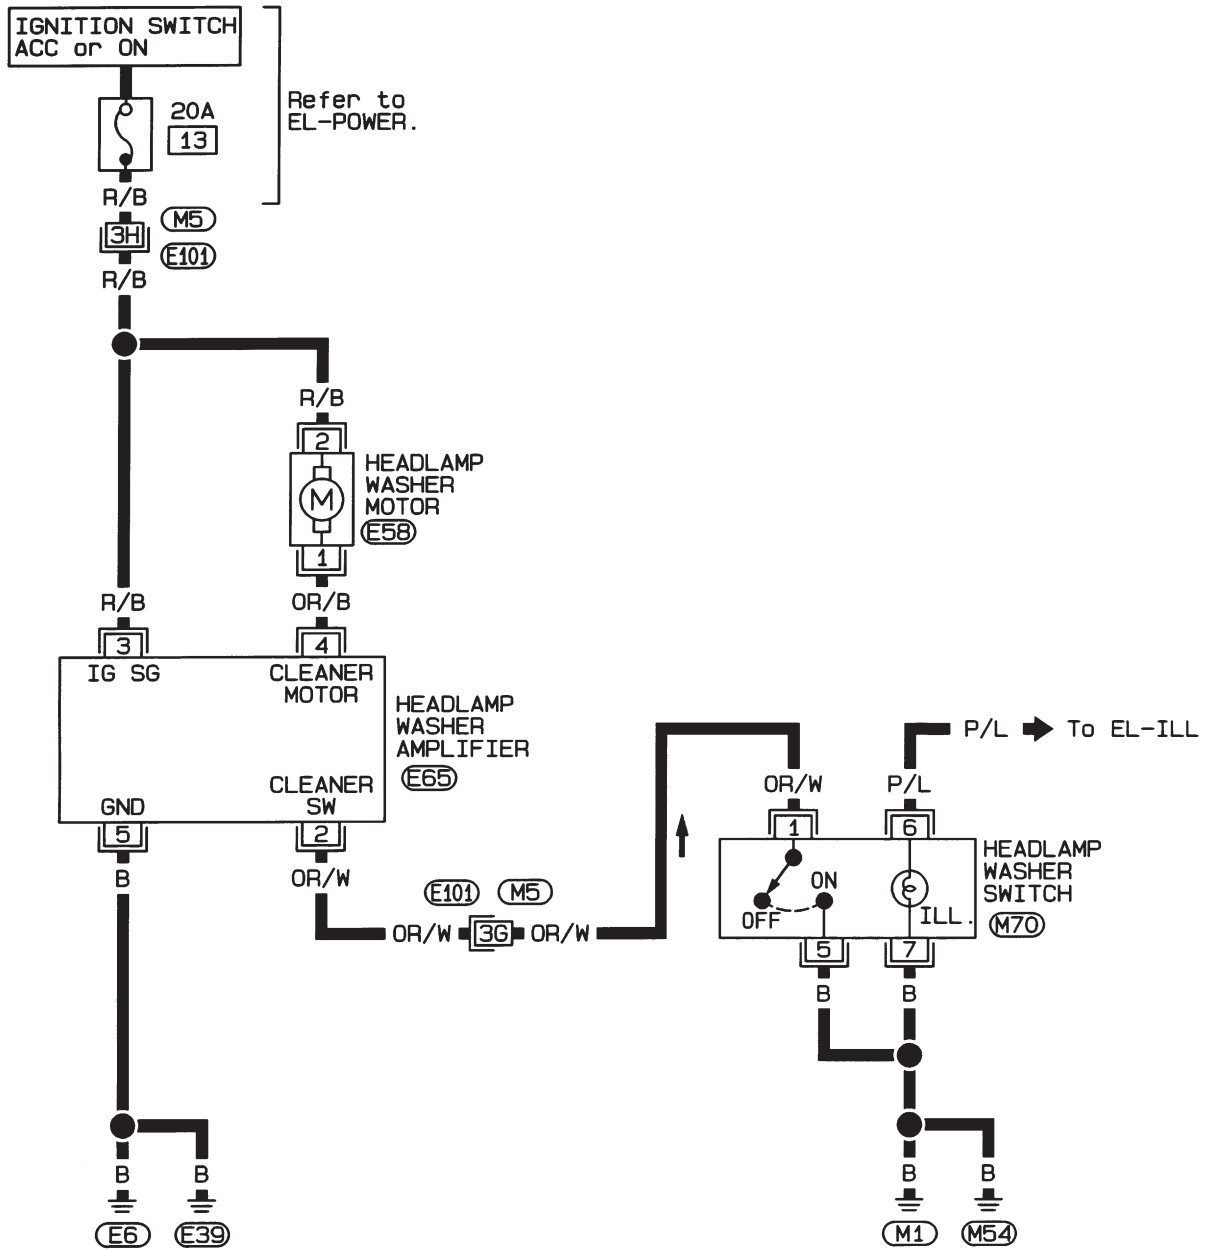 IGNITION SWITCH
ACC or ON
20A
13
Refer to
EL-POWER.
R/B
M5
3H
E101
R/B
R/B
2
HEADLAMP
WASHER
MOTOR
M
E58
1
R/B
OR/B
3
4
IG SG
CLEANER
MOTOR
HEADLAMP
WASHER
AMPLIFIER
E65
CLEANER
SW
GND
5
2
B
OR/W
E101
M5
OR/W
3G
OR/W
P/L
To EL-ILL
OR/W
P/L
1
6
HEADLAMP
WASHER
SWITCH
M70
ON
OFF
ILL.
5
7
B
B
B
B
E6
E39
B
B
M1
M54